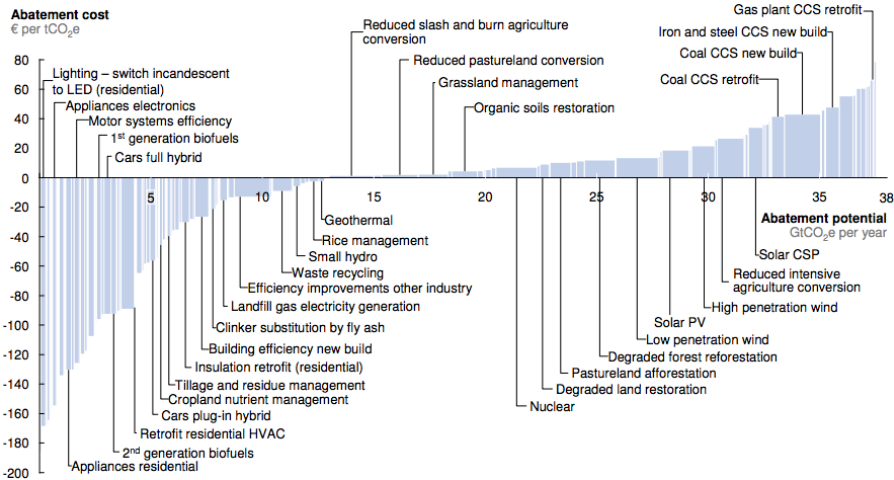 Abatement cost
€ per tCO2e
Gas plant CCS retrofit
Reduced slash and burn agriculture
conversion
Iron and steel CCS new build
Coal CCS new build
Reduced pastureland conversion
Lighting – switch incandescent
to LED (residential)
Grassland management
Coal CCS retrofit
Appliances electronics
Organic soils restoration
Motor systems efficiency
1st generation biofuels
Cars full hybrid
80
60
40
20
0
-20
-40
-60
-80
-100
-120
-140
-160
-180
-200
5
10
15
20
25
30
35
38
Abatement potential
GtCO2e per year
Geothermal
Rice management
Small hydro
Waste recycling
Efficiency improvements other industry
Landfill gas electricity generation
Clinker substitution by fly ash
Building efficiency new build
Insulation retrofit (residential)
Tillage and residue management
Cropland nutrient management
Cars plug-in hybrid
Retrofit residential HVAC
2nd generation biofuels
Appliances residential
Solar CSP
Reduced intensive
agriculture conversion
High penetration wind
Solar PV
Low penetration wind
Degraded forest reforestation
Pastureland afforestation
Degraded land restoration
Nuclear